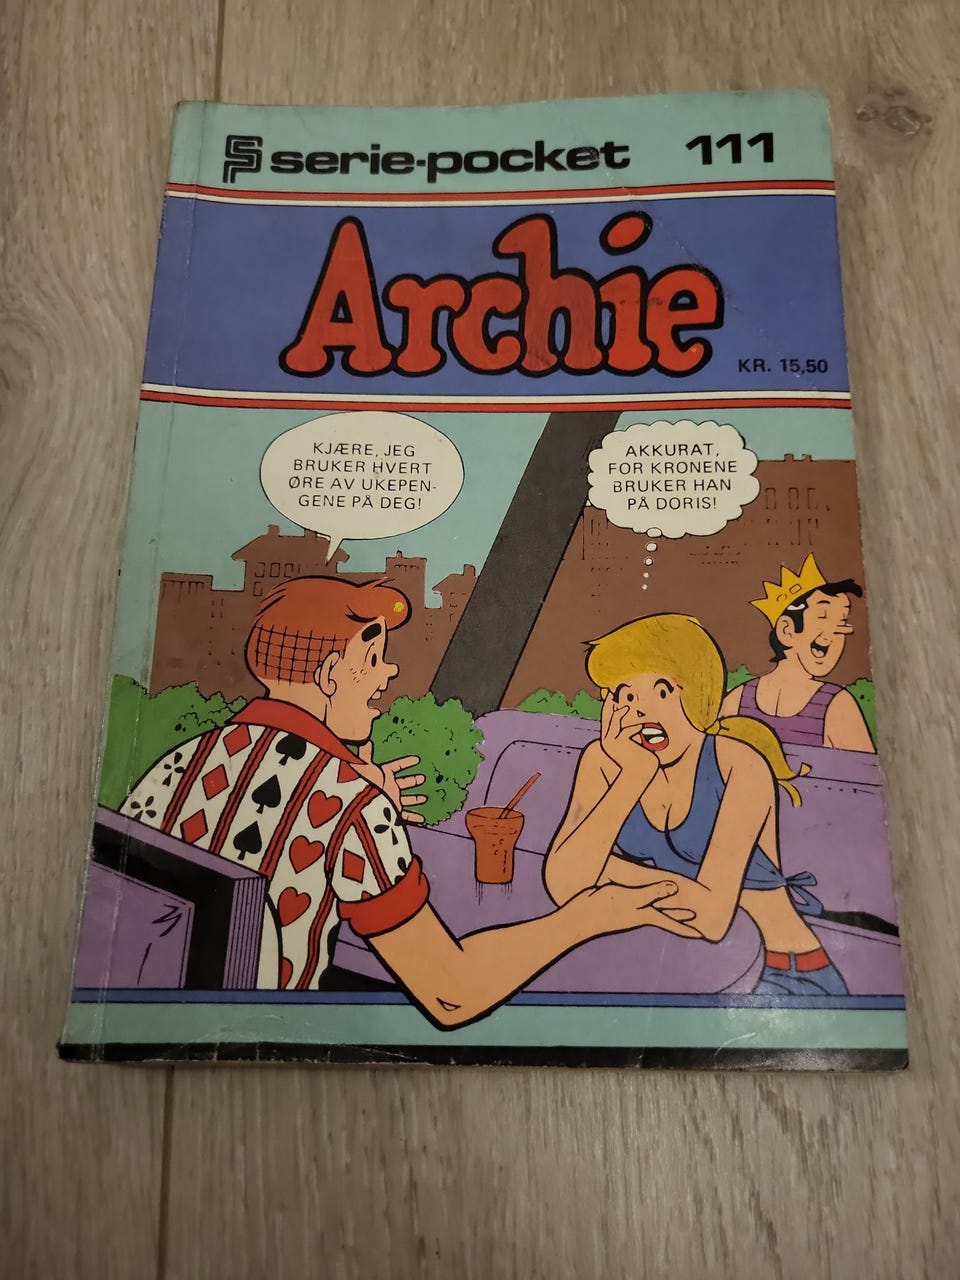 serie-pocket 111
Archie
KR. 15,50
KJÆRE, JEG
BRUKER HVERT
ØRE AV UKEPEN-
GENE PÅ DEG!
AKKURAT,
FOR KRONENE
BRUKER HAN
PÅ DORIS!